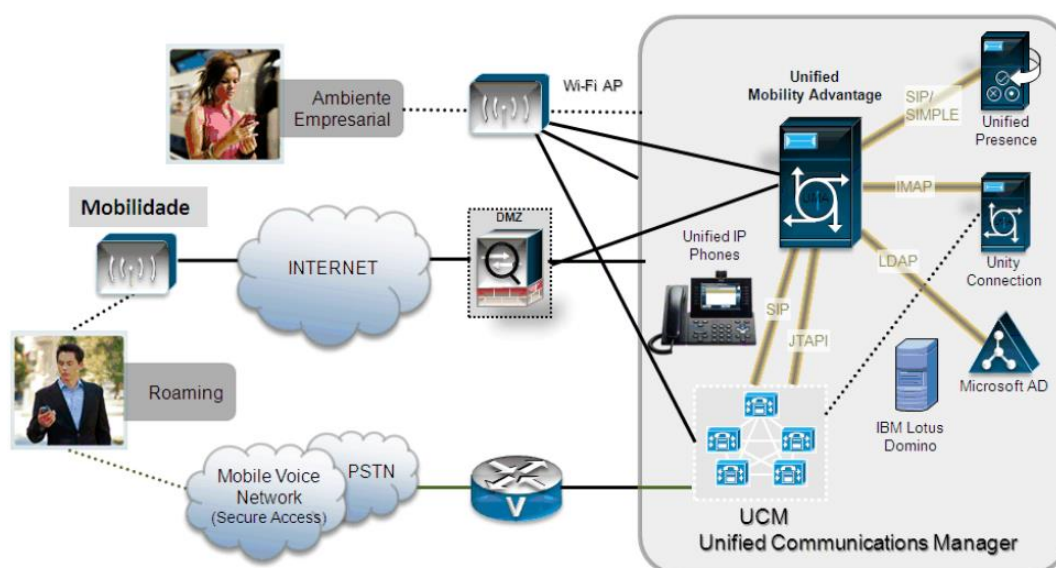 Ambiente
Empresarial
Wi-Fi AP
Unified
Mobility Advantage
SIP/
SIMPLE
Unified
Presence
Mobilidade
INTERNET
DMZ
Unified IP
Phones
IMAP
Unity
Connection
LDAP
SIP
JTAPI
Roaming
Microsoft AD
IBM Lotus
Domino
Mobile Voice
Network
(Secure Access)
PSTN
V
UCM
Unified Communications Manager